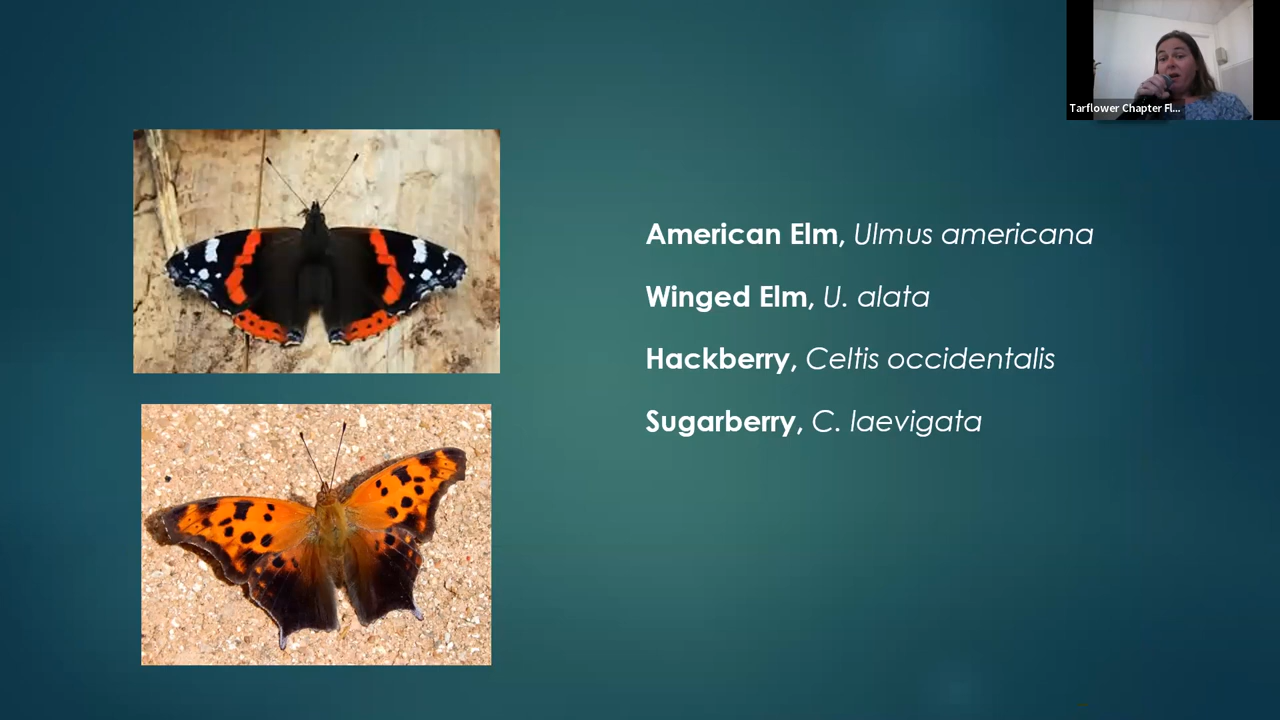 Tarflower Chapter Fl...
American Elm, Ulmus americana
Winged Elm, U. alata
Hackberry, Celtis occidentalis
Sugarberry, C. laevigata